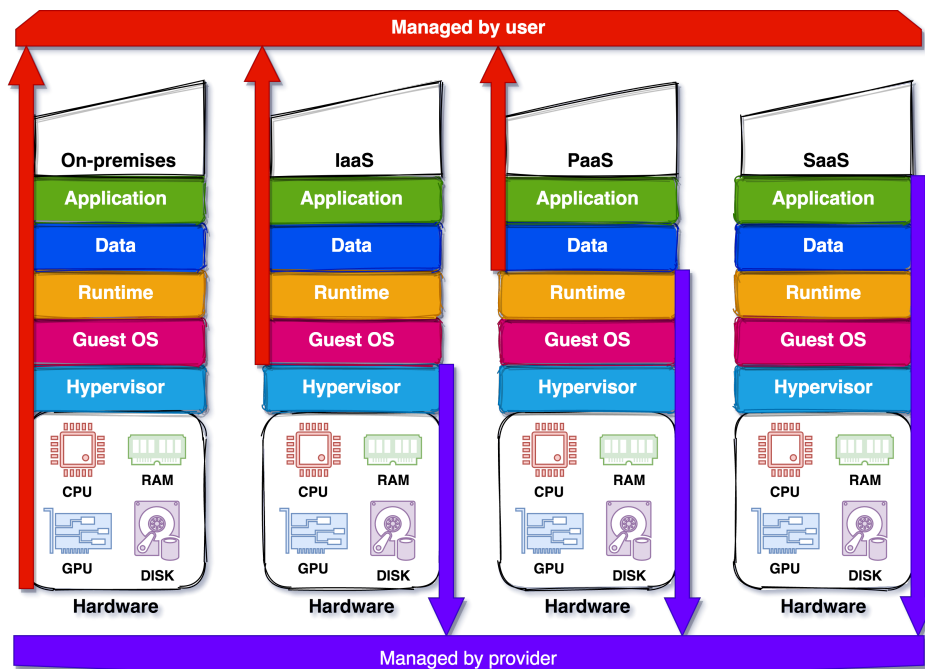 Managed by user
On-premises
Application
Data
Runtime
Guest OS
Hypervisor
CPU
RAM
GPU
DISK
Hardware
IaaS
Application
Data
Runtime
Guest OS
Hypervisor
CPU
RAM
GPU
DISK
Hardware
PaaS
Application
Data
Runtime
Guest OS
Hypervisor
CPU
RAM
GPU
DISK
Hardware
SaaS
Application
Data
Runtime
Guest OS
Hypervisor
CPU
RAM
GPU
DISK
Hardware
Managed by provider